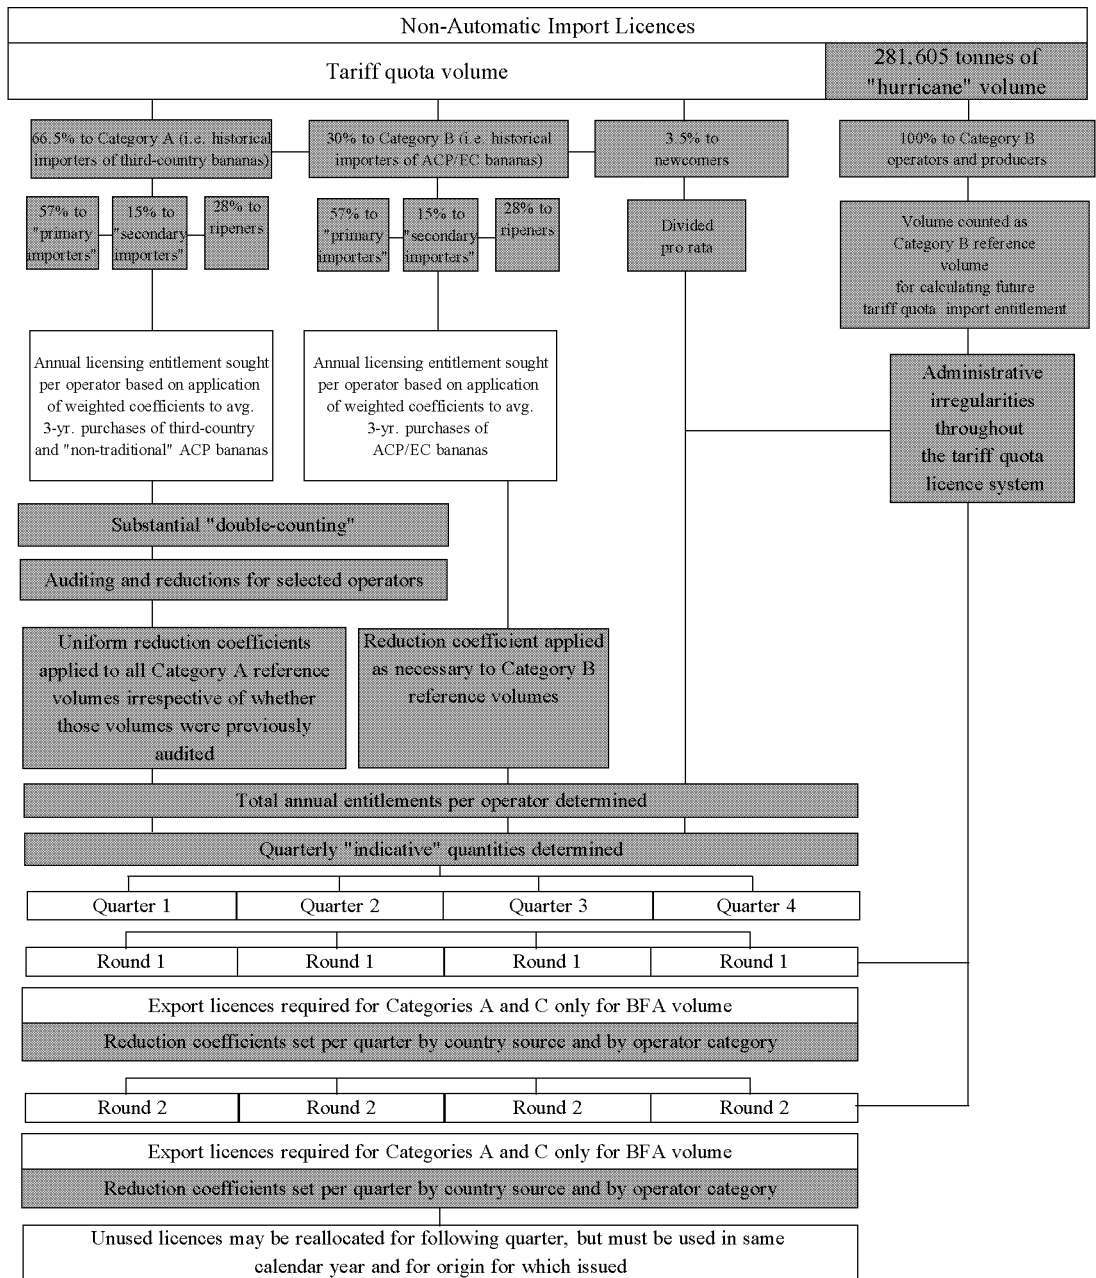 Non-Automatic Import Licences
Tariff quota volume
281,605 tonnes of
"hurricane" volume
66.5% to Category A (i.e. historical
importers of third-country bananas)
30% to Category B (i.e. historical
importers of ACP/EC bananas)
3.5% to
newcomers
100% to Category B
operators and producers
57% to
"primary
importers"
15% to
"secondary
importers"
28% to
ripeners
57% to
"primary
importers"
15% to
"secondary
importers"
28% to
ripeners
Divided
pro rata
Volume counted as
Category B reference
volume
for calculating future
tariff quota import entitlement
Annual licensing entitlement sought
per operator based on application
of weighted coefficients to avg.
3-yr. purchases of third-country
and "non-traditional" ACP bananas
Annual licensing entitlement sought
per operator based on application
of weighted coefficients to avg.
3-yr. purchases of
ACP/EC bananas
Administrative
irregularities
throughout
the tariff quota
licence system
Substantial "double-counting"
Auditing and reductions for selected operators
Uniform reduction coefficients
applied to all Category A reference
volumes irrespective of whether
those volumes were previously
audited
Reduction coefficient applied
as necessary to Category B
reference volumes
Total annual entitlements per operator determined
Quarterly "indicative" quantities determined
Quarter 1
Quarter 2
Quarter 3
Quarter 4
Round 1
Round 1
Round 1
Round 1
Export licences required for Categories A and C only for BFA volume
Reduction coefficients set per quarter by country source and by operator category
Round 2
Round 2
Round 2
Round 2
Export licences required for Categories A and C only for BFA volume
Reduction coefficients set per quarter by country source and by operator category
Unused licences may be reallocated for following quarter, but must be used in same
calendar year and for origin for which issued